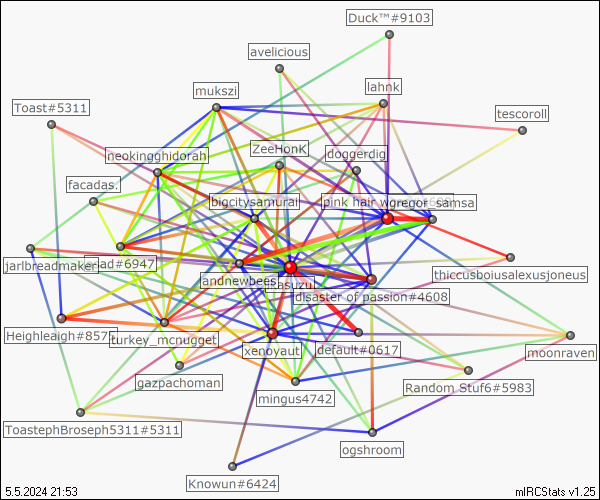 Duck™#9103
avelicious
mukszi
lahnk
Toast#5311
tescoroll
neokingghidorah
ZeeHonK
doggerdig
facadas.
bigcitysamurai
pink hair w
gregor_samsa
jarlbreadmaker
ad#6947
andnewbees
asuzu
thiccusboiusalexusjoneus
disaster of passion#4608
Heighleaigh#857
turkey_mcnugget
xenoyaut
default#0617
moonraven
gazpachoman
Random Stuf6#5983
mingus4742
ToastephBroseph5311#5311
ogshroom
Knowun#6424
5.5.2024 21:53
mIRCStats v1.25